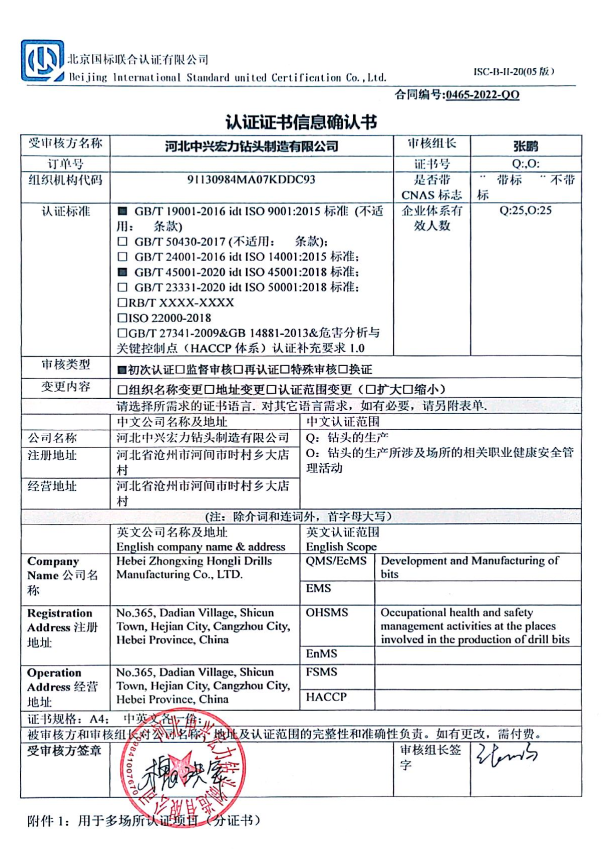 北京国标联合认证有限公司
Beijing International Standard united Certification Co.,Ltd.
ISC-B-II-20(05 版)
合同编号:0465-2022-QO
认证证书信息确认书
受审核方名称 河北中兴宏力钻头制造有限公司 审核组长 张鹏
订单号 证书号 Q:,O:
组织机构代码 91130984MA07KDDC93 是否带 ¨ 带标 ¨ 不带
CNAS 标志 标
认证标准 ■ GB/T 19001-2016 idt ISO 9001:2015 标准 (不适 企业体系有 Q:25,O:25
用: 条款) 效人数
□ GB/T 50430-2017 (不适用: 条款);
□ GB/T 24001-2016 idt ISO 14001:2015 标准;
■ GB/T 45001-2020 idt ISO 45001:2018 标准;
□ GB/T 23331-2020 idt ISO 50001:2018 标准;
□RB/T XXXX-XXXX
□ISO 22000-2018
□GB/T 27341-2009&GB 14881-2013&危害分析与
关键控制点（HACCP 体系）认证补充要求 1.0
审核类型 ■初次认证□监督审核□再认证□特殊审核□换证
变更内容 □组织名称变更□地址变更□认证范围变更（□扩大□缩小）
请选择所需求的证书语言. 对其它语言需求，如有必要，请另附表单.
中文公司名称及地址 中文认证范围
公司名称 河北中兴宏力钻头制造有限公司 Q：钻头的生产
注册地址 河北省沧州市河间市时村乡大店 O：钻头的生产所涉及场所的相关职业健康安全管
村 理活动
经营地址 河北省沧州市河间市时村乡大店
村
(注：除介词和连词外，首字母大写)
英文公司名称及地址 英文认证范围
English company name & address English Scope
Company Hebei Zhongxing Hongli Drills QMS/EcMS Development and Manufacturing of
Name 公司名 Manufacturing Co., LTD. bits
称 EMS
Registration No.365, Dadian Village, Shicun OHSMS Occupational health and safety
Address 注册 Town, Hejian City, Cangzhou City, management activities at the places
地址 Hebei Province, China involved in the production of drill bits
EnMS
Operation No.365, Dadian Village, Shicun FSMS
Address 经营 Town, Hejian City, Cangzhou City,
地址 Hebei Province, China HACCP
证书规格：A4； 中英文各一份；
被审核方和审核组长对公司名称、地址及认证范围的完整性和准确性负责。如有更改，需付费。
受审核方签章 审核组长签
字
附件 1：用于多场所认证项目（分证书）